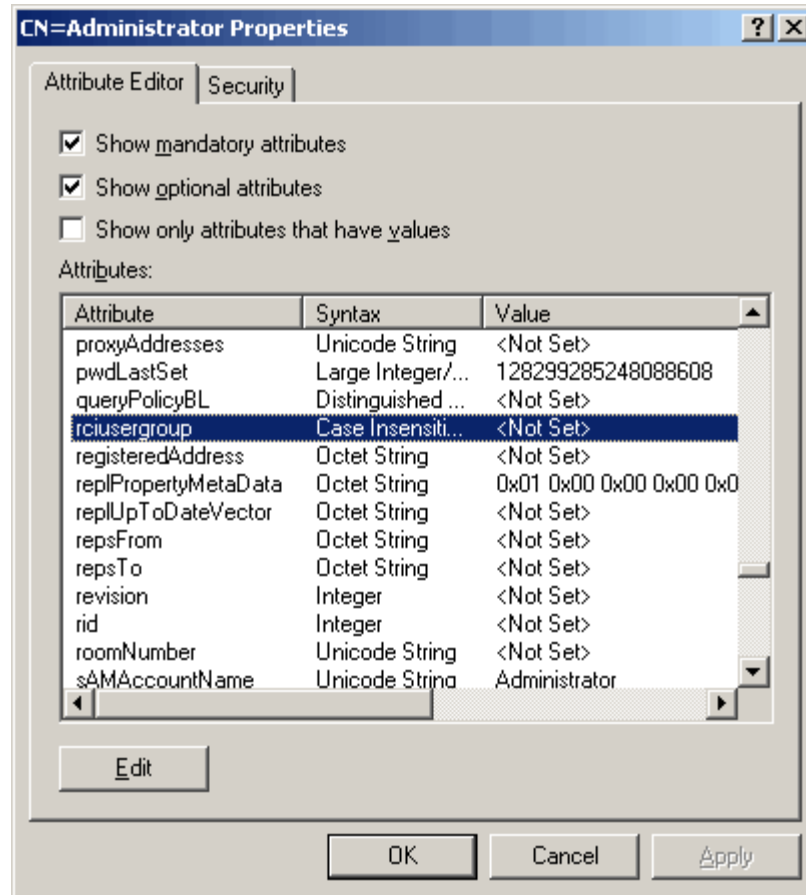 CN=Administrator Properties
Attribute Editor Security
Show mandatory attributes
Show optional attributes
Show only attributes that have values
Attributes:
Attribute Syntax Value
proxyAddresses Unicode String <Not Set>
pwdLastSet Large Integer/... 128299285248088608
queryPolicyBL Distinguished ... <Not Set>
rciusergroup Case Insensiti... <Not Set>
registeredAddress Octet String <Not Set>
replPropertyMetaData Octet String 0x01 0x00 0x00 0x00 0x0
replUpToDateVector Octet String <Not Set>
repsFrom Octet String <Not Set>
repsTo Octet String <Not Set>
revision Integer <Not Set>
rid Integer <Not Set>
roomNumber Unicode String <Not Set>
sAMAccountName Unicode String Administrator
Edit
OK Cancel Apply